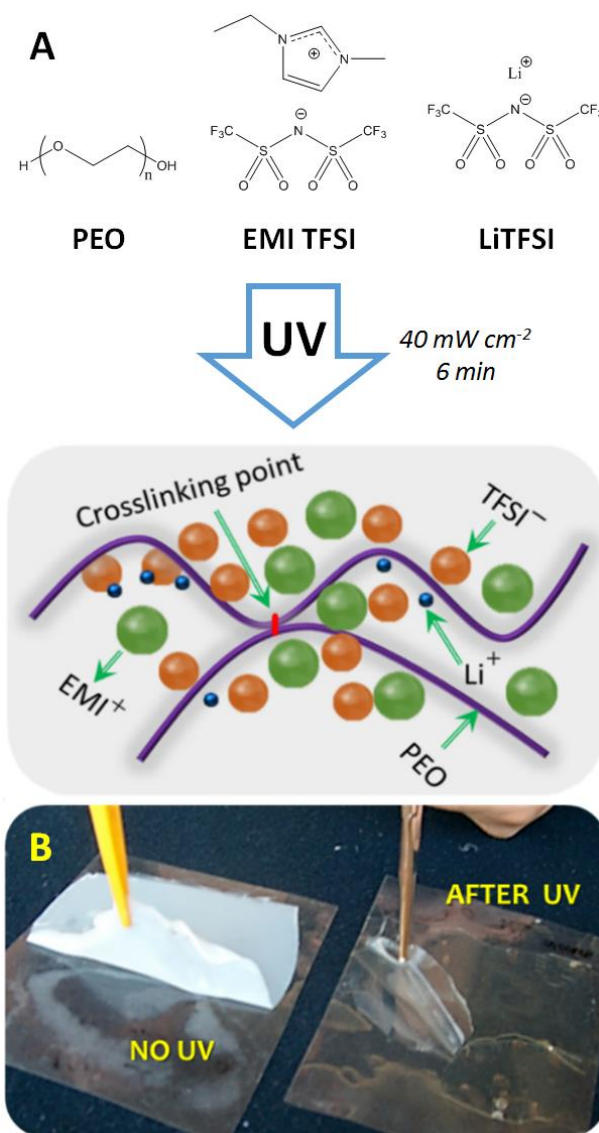 A
N
⊕
N
Li⊕
⊖
F₃C N CF₃
S S
O O O O
⊖
F₃C N CF₃
S S
O O O O
H O OH
n
PEO EMI TFSI LiTFSI
UV
40 mW cm⁻²
6 min
Crosslinking point
TFSI⁻
EMI⁺
Li⁺
PEO
B
AFTER UV
NO UV